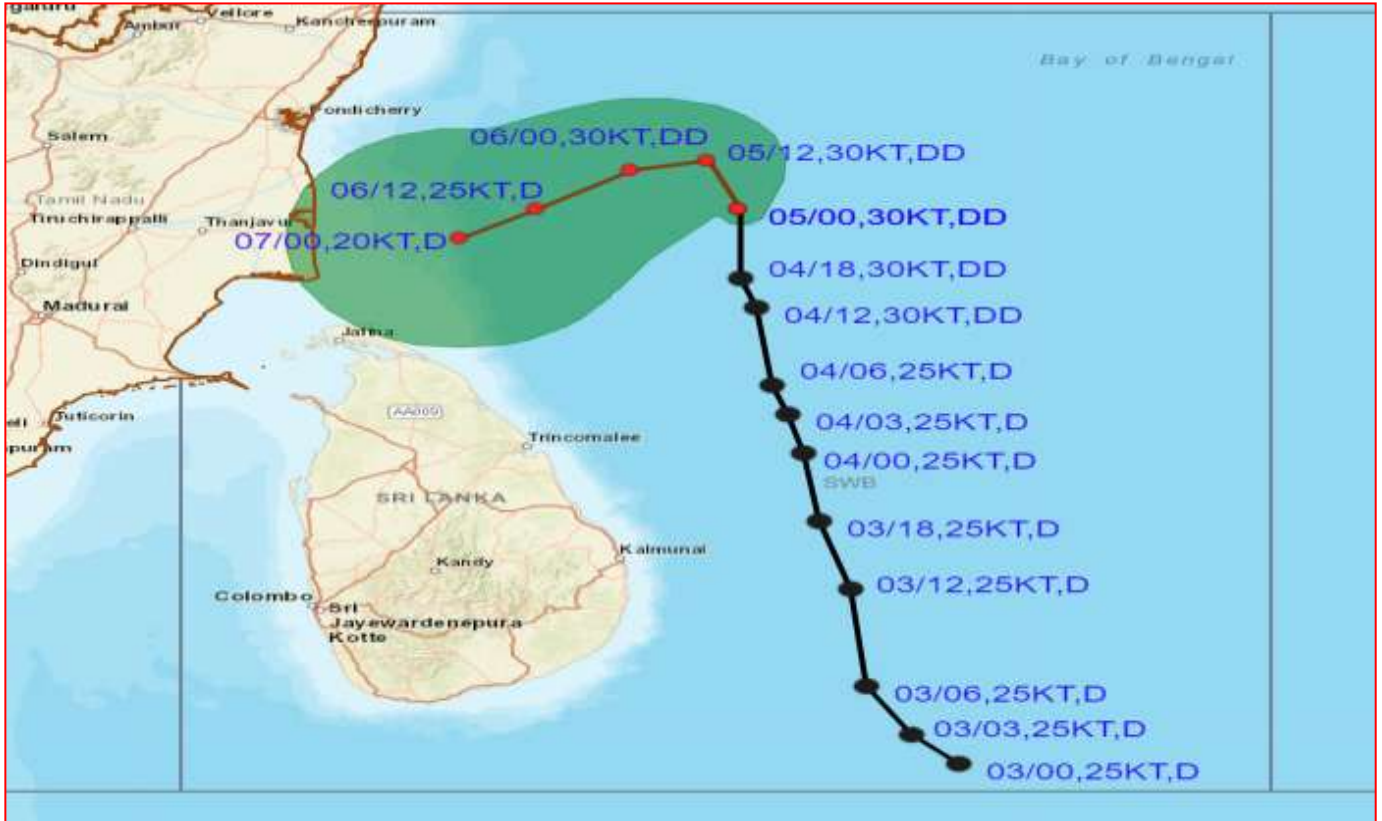 galuru
Vellore
Ambur
Kancheepuram
Bay of Bengal
Pondicherry
06/00,30KT,DD
05/12,30KT,DD
Salem
06/12,25KT,D
Tamil Nadu
Tiruchirappalli
Thanjavur
05/00,30KT,DD
07/00,20KT,D
Dindigul
04/18,30KT,DD
Madurai
04/12,30KT,DD
Jaffna
04/06,25KT,D
AA009
eli
Tuticorin
04/03,25KT,D
puram
Trincomalee
04/00,25KT,D
SWB
SRI LANKA
03/18,25KT,D
Kalmunai
Kandy
03/12,25KT,D
Colombo
Sri
Jayewardenepura
Kotte
03/06,25KT,D
03/03,25KT,D
03/00,25KT,D